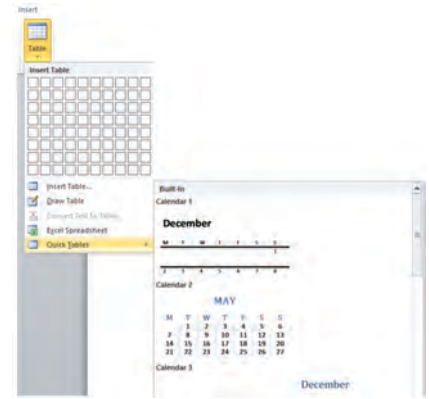 Insert
Table
Insert Table
Insert Table...
Draw Table
Convert Text to Table...
Excel Spreadsheet
Quick Tables
Built-In
Calendar 1
December
M T W T F S S
1
2 3 4 5 6 7 8
Calendar 2
MAY
M T W T F S S
1 2 3 4 5 6
7 8 9 10 11 12 13
14 15 16 17 18 19 20
21 22 23 24 25 26 27
Calendar 3
December